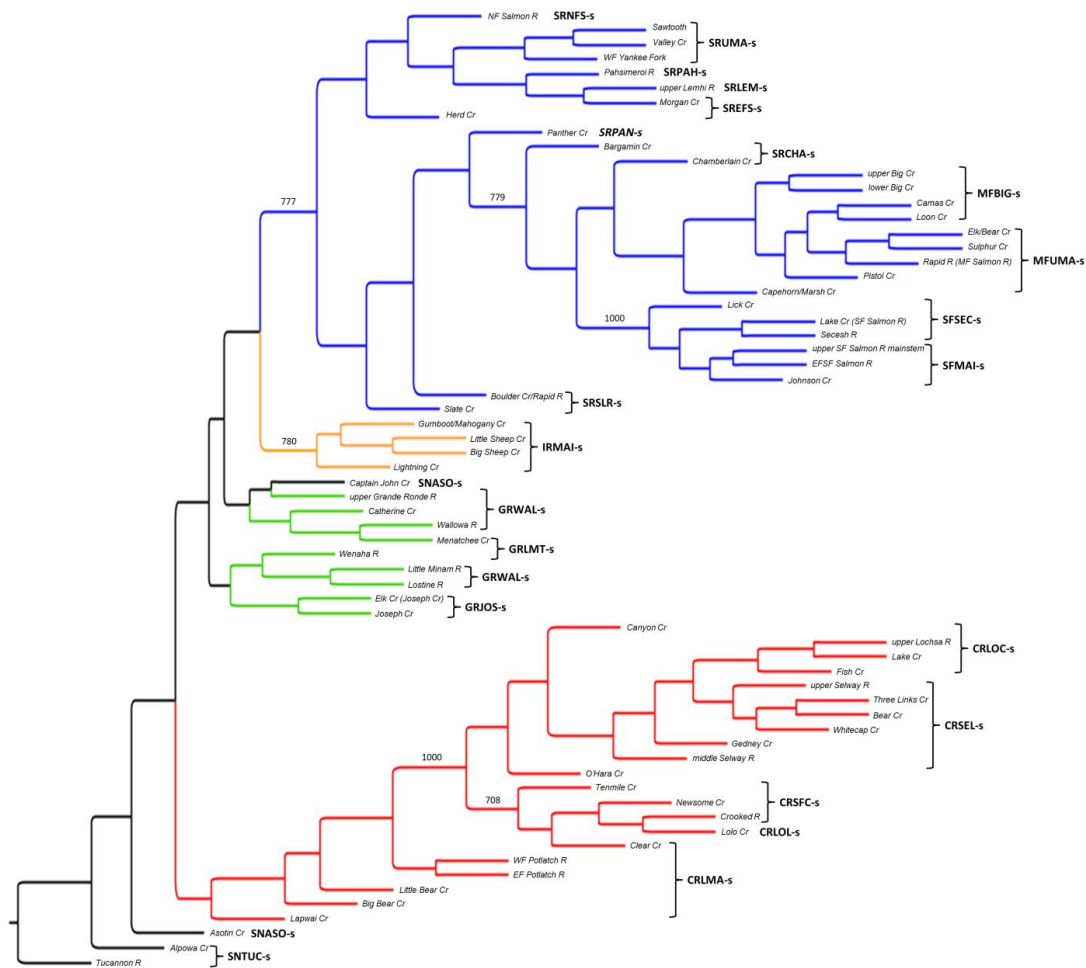 NF Salmon R SRNFS-s
Sawtooth
Valley Cr SRUMA-s
WF Yankee Fork
Pahsimeroi R SRPAH-s
upper Lemhi R SRLEM-s
Morgan Cr SREFS-s
Herd Cr
Panther Cr SRPAN-s
Bargamin Cr
SRCHA-s
Chamberlain Cr
upper Big Cr
lower Big Cr
MFBIG-s
779
777
Camas Cr
Loon Cr
Elk/Bear Cr
Sulphur Cr
MFUMA-s
Rapid R (MF Salmon R)
Pistol Cr
Capehorn/Marsh Cr
Lick Cr
1000
Lake Cr (SF Salmon R)
SFSEC-s
Secesh R
upper SF Salmon R mainstem
EFSF Salmon R SFMAI-s
Johnson Cr
Boulder Cr/Rapid R
SRSLR-s
Slate Cr
Gumboot/Mahogany Cr
780
Little Sheep Cr
IRMAI-s
Big Sheep Cr
Lightning Cr
Captain John Cr SNASO-s
upper Grande Ronde R
GRWAL-s
Catherine Cr
Wallowa R
Menatchee Cr
GRLMT-s
Wenaha R
Little Minam R
GRWAL-s
Lostine R
Elk Cr (Joseph Cr)
GRJOS-s
Joseph Cr
Canyon Cr
upper Lochsa R
CRLOC-s
Lake Cr
Fish Cr
upper Selway R
Three Links Cr
Bear Cr
CRSEL-s
Whitecap Cr
Gedney Cr
middle Selway R
1000
O'Hara Cr
Tenmile Cr
708
Newsome Cr CRSFC-s
Crooked R
Lolo Cr CRLOL-s
Clear Cr
WF Potlatch R
EF Potlatch R
CRLMA-s
Little Bear Cr
Big Bear Cr
Lapwai Cr
Asotin Cr SNASO-s
Alpowa Cr
SNTUC-s
Tucannon R